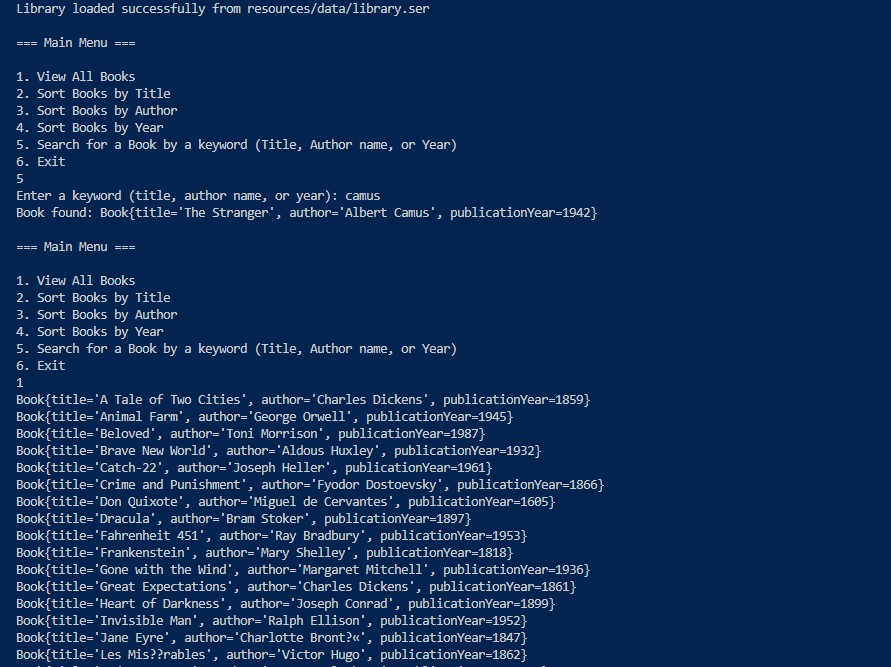 Library loaded successfully from resources/data/library.ser
=== Main Menu ===
1. View All Books
2. Sort Books by Title
3. Sort Books by Author
4. Sort Books by Year
5. Search for a Book by a keyword (Title, Author name, or Year)
6. Exit
5
Enter a keyword (title, author name, or year): camus
Book found: Book{title='The Stranger', author='Albert Camus', publicationYear=1942}
=== Main Menu ===
1. View All Books
2. Sort Books by Title
3. Sort Books by Author
4. Sort Books by Year
5. Search for a Book by a keyword (Title, Author name, or Year)
6. Exit
1
Book{title='A Tale of Two Cities', author='Charles Dickens', publicationYear=1859}
Book{title='Animal Farm', author='George Orwell', publicationYear=1945}
Book{title='Beloved', author='Toni Morrison', publicationYear=1987}
Book{title='Brave New World', author='Aldous Huxley', publicationYear=1932}
Book{title='Catch-22', author='Joseph Heller', publicationYear=1961}
Book{title='Crime and Punishment', author='Fyodor Dostoevsky', publicationYear=1866}
Book{title='Don Quixote', author='Miguel de Cervantes', publicationYear=1605}
Book{title='Dracula', author='Bram Stoker', publicationYear=1897}
Book{title='Fahrenheit 451', author='Ray Bradbury', publicationYear=1953}
Book{title='Frankenstein', author='Mary Shelley', publicationYear=1818}
Book{title='Gone with the Wind', author='Margaret Mitchell', publicationYear=1936}
Book{title='Great Expectations', author='Charles Dickens', publicationYear=1861}
Book{title='Heart of Darkness', author='Joseph Conrad', publicationYear=1899}
Book{title='Invisible Man', author='Ralph Ellison', publicationYear=1952}
Book{title='Jane Eyre', author='Charlotte Bront?«', publicationYear=1847}
Book{title='Les Mis??rables', author='Victor Hugo', publicationYear=1862}